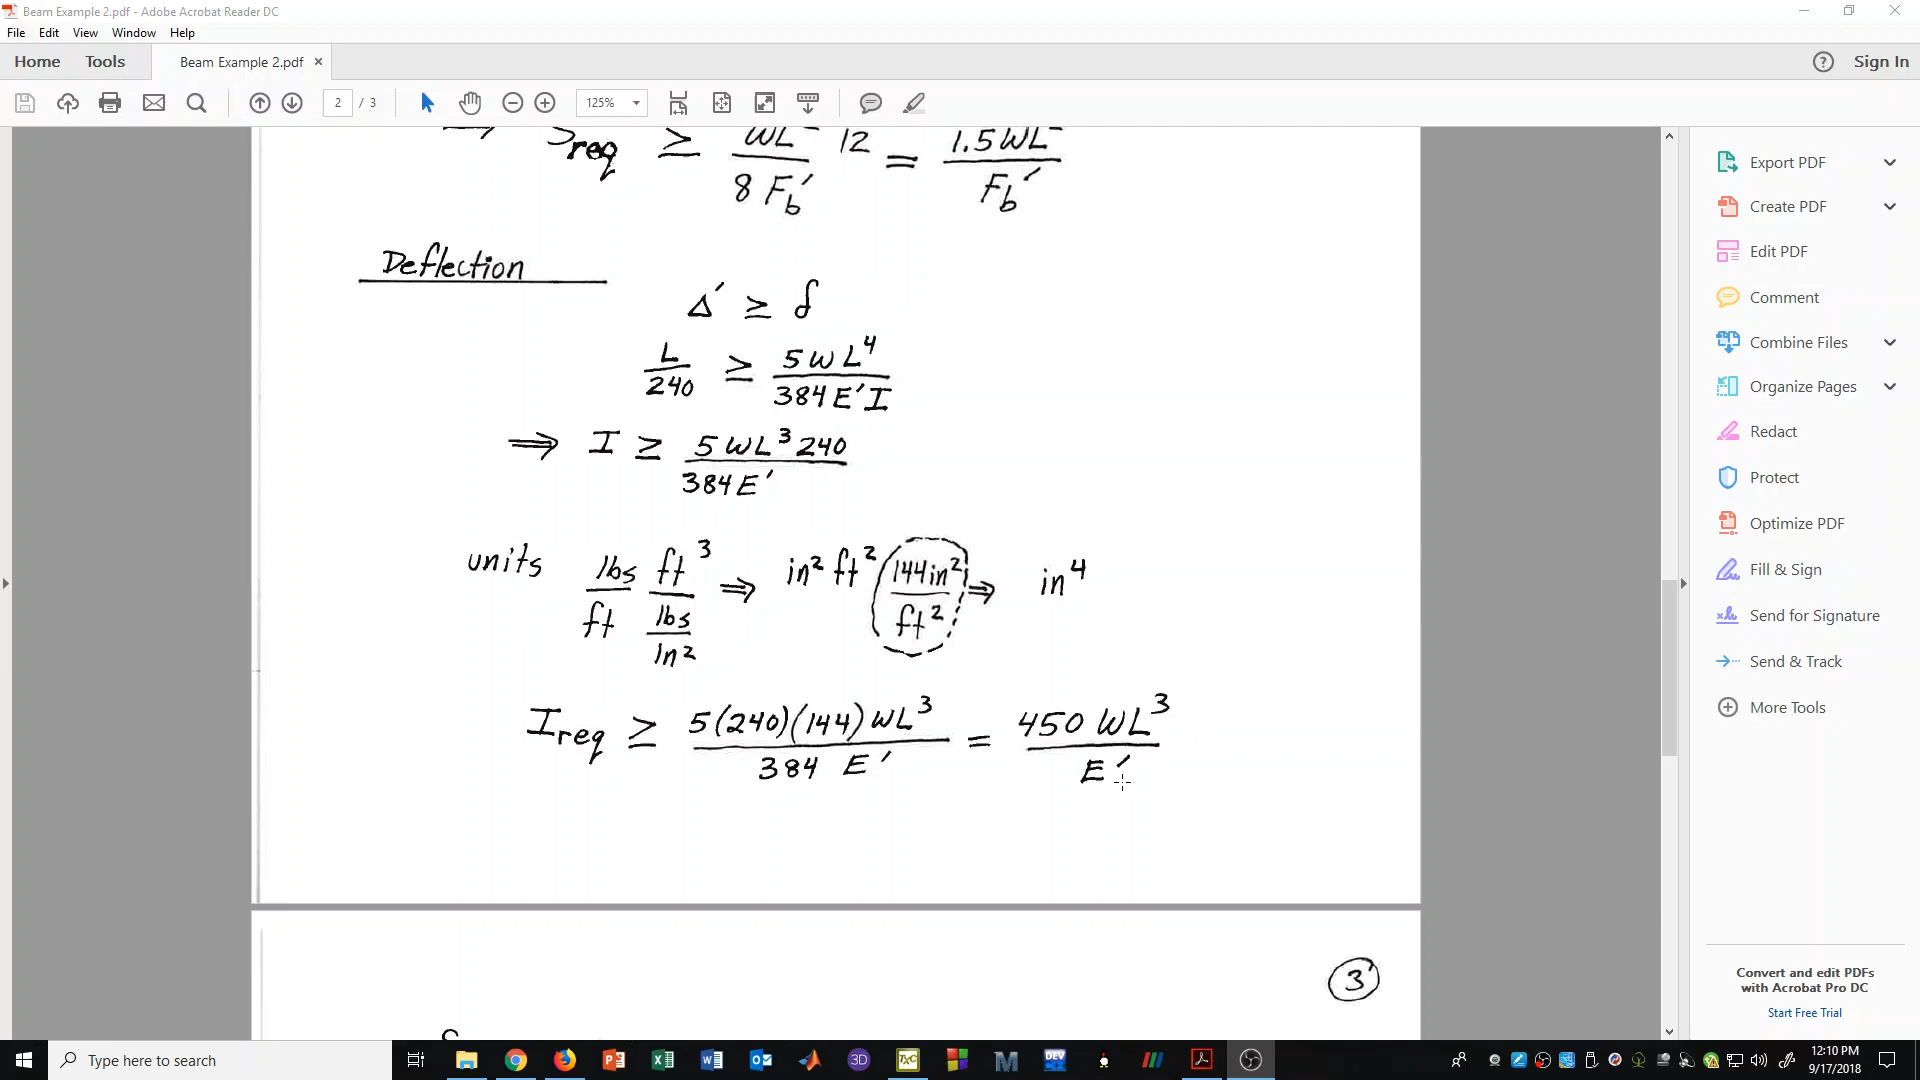 Beam Example 2.pdf - Adobe Acrobat Reader DC
File Edit View Window Help
Home Tools Beam Example 2.pdf × Sign In
2 / 3 125%
⇒ Sreq ≥ WL² 12 / 8 Fb′ = 1.5WL² / Fb′
Deflection
Δ′ ≥ δ
L/240 ≥ 5WL⁴ / 384E′I
⇒ I ≥ 5WL³240 / 384E′
units lbs/ft ft³/(lbs/in²) ⇒ in² ft² (144in²/ft²) ⇒ in⁴
Ireq ≥ 5(240)(144)WL³ / 384 E′ = 450 WL³ / E′
3
Export PDF
Create PDF
Edit PDF
Comment
Combine Files
Organize Pages
Redact
Protect
Optimize PDF
Fill & Sign
Send for Signature
Send & Track
More Tools
Convert and edit PDFs
with Acrobat Pro DC
Start Free Trial
Type here to search
12:10 PM
9/17/2018